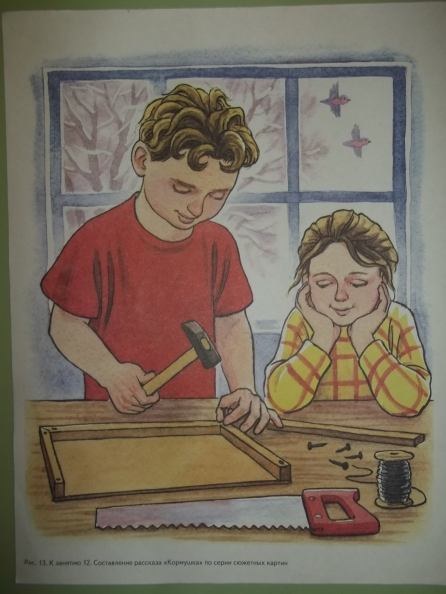 Рис. 13. К занятию 12. Составление рассказа «Кормушка» по серии сюжетных картин